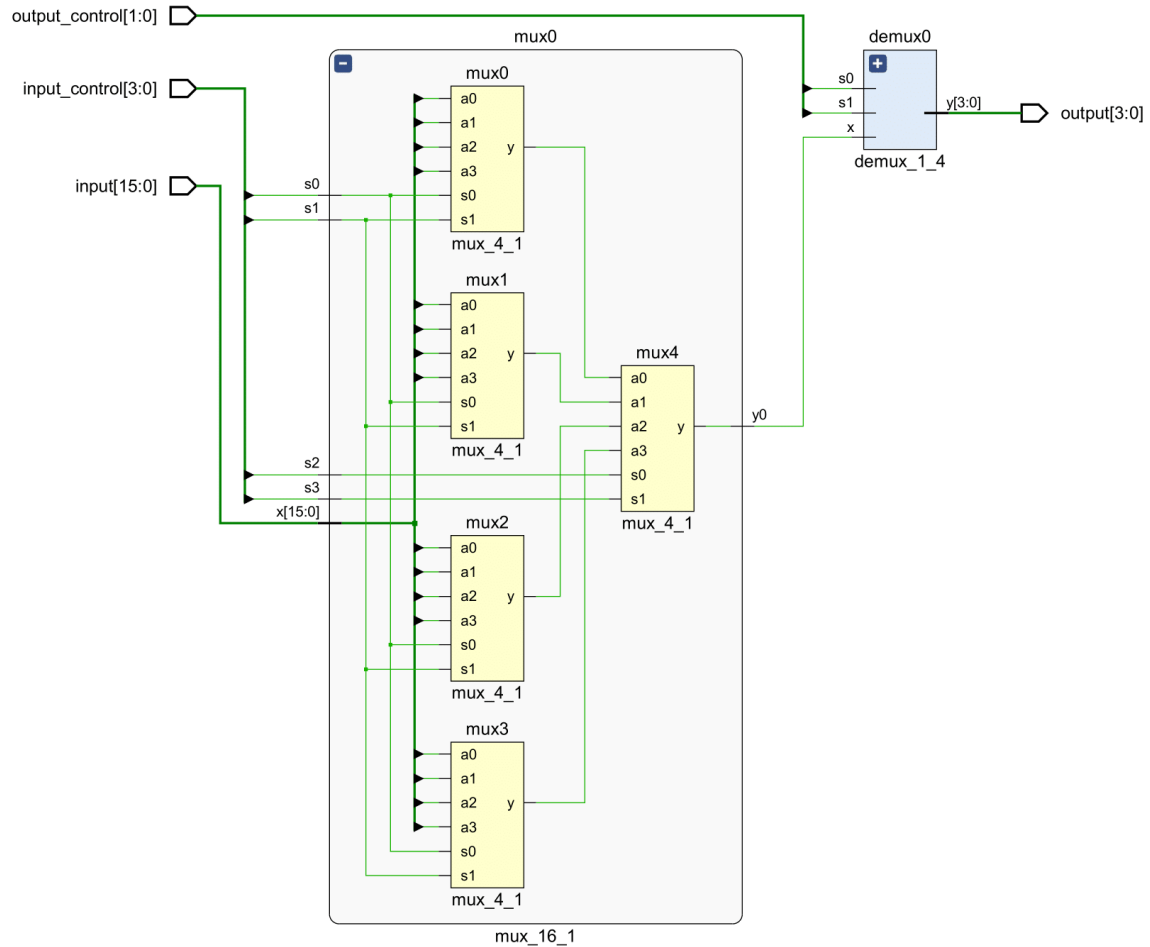 output_control[1:0]
input_control[3:0]
input[15:0]
mux0
−
mux0
a0
a1
a2
a3
s0
s1
y
mux_4_1
s0
s1
mux1
a0
a1
a2
a3
s0
s1
y
mux_4_1
s2
s3
x[15:0]
mux4
a0
a1
a2
a3
s0
s1
y
mux_4_1
y0
mux2
a0
a1
a2
a3
s0
s1
y
mux_4_1
mux3
a0
a1
a2
a3
s0
s1
y
mux_4_1
mux_16_1
demux0
+
s0
s1
x
y[3:0]
demux_1_4
output[3:0]